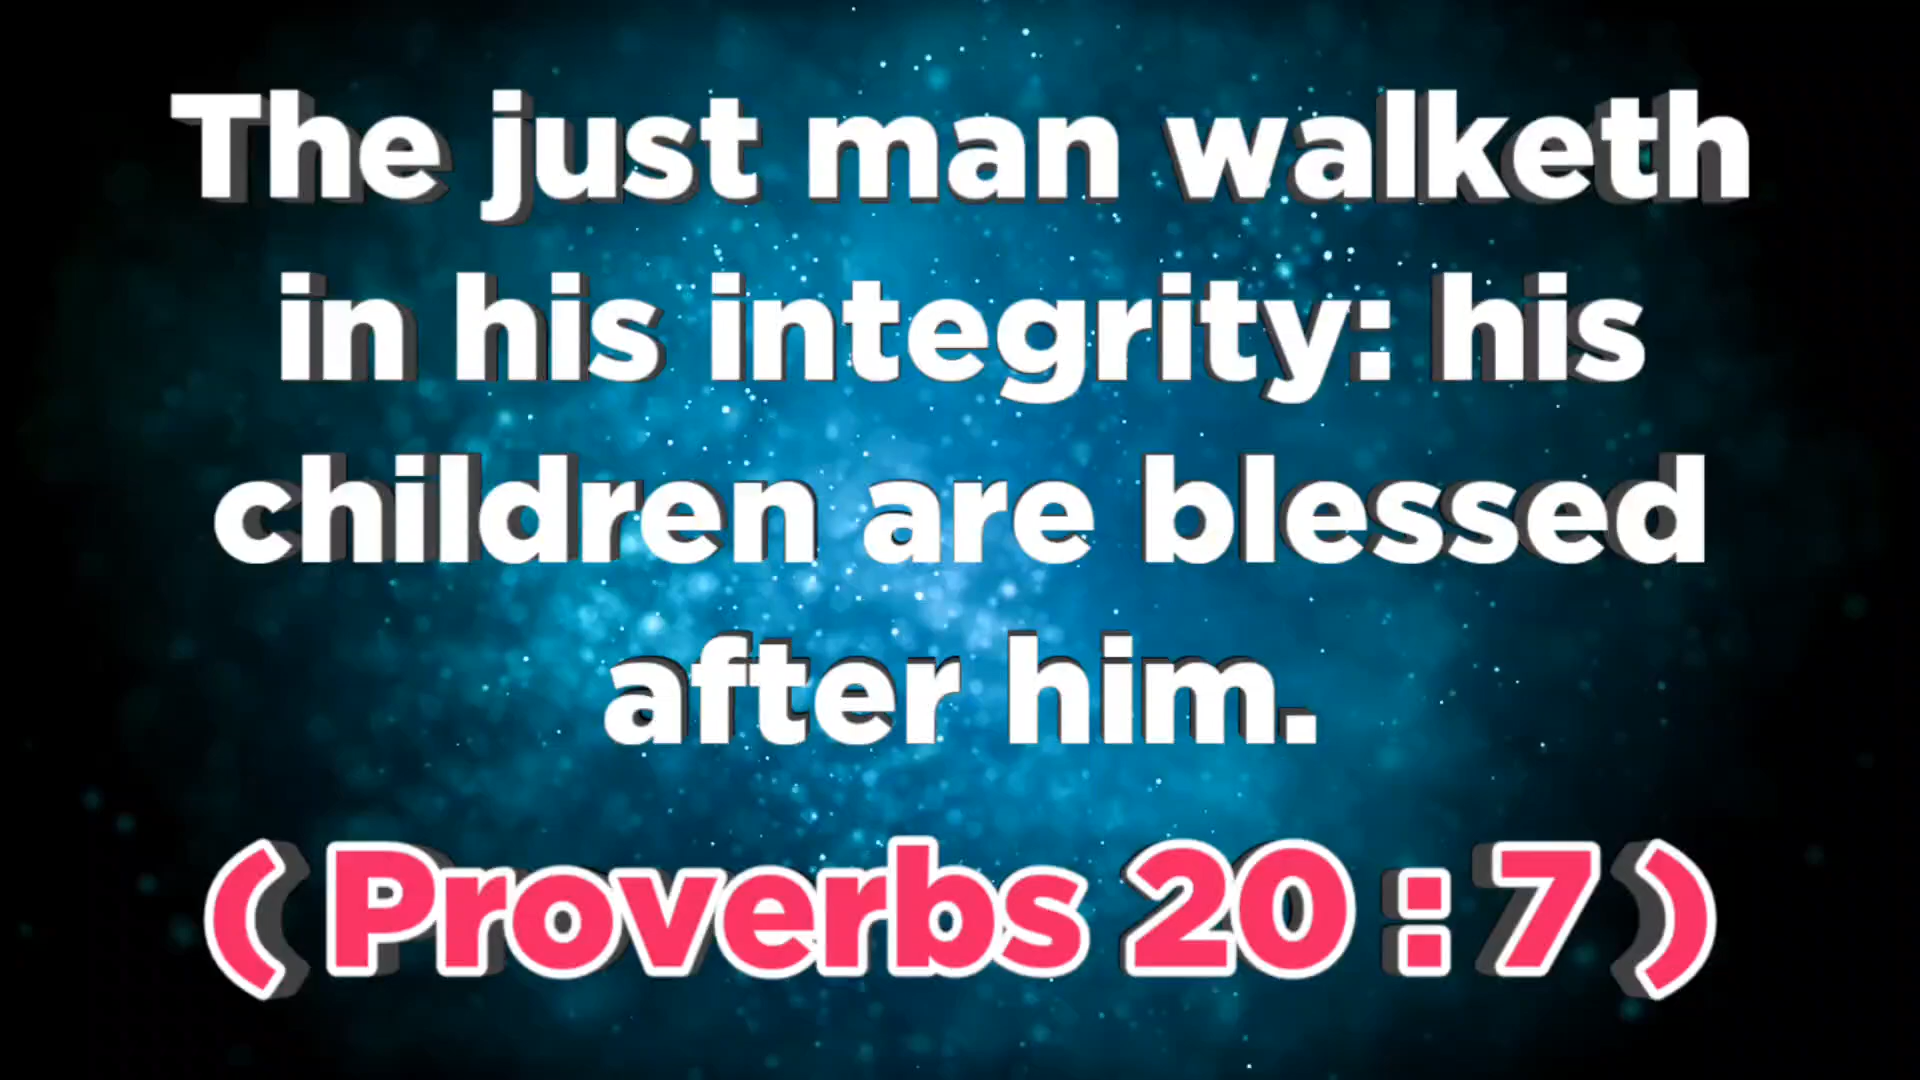 The just man walketh
in his integrity: his
children are blessed
after him.
( Proverbs 20 : 7 )